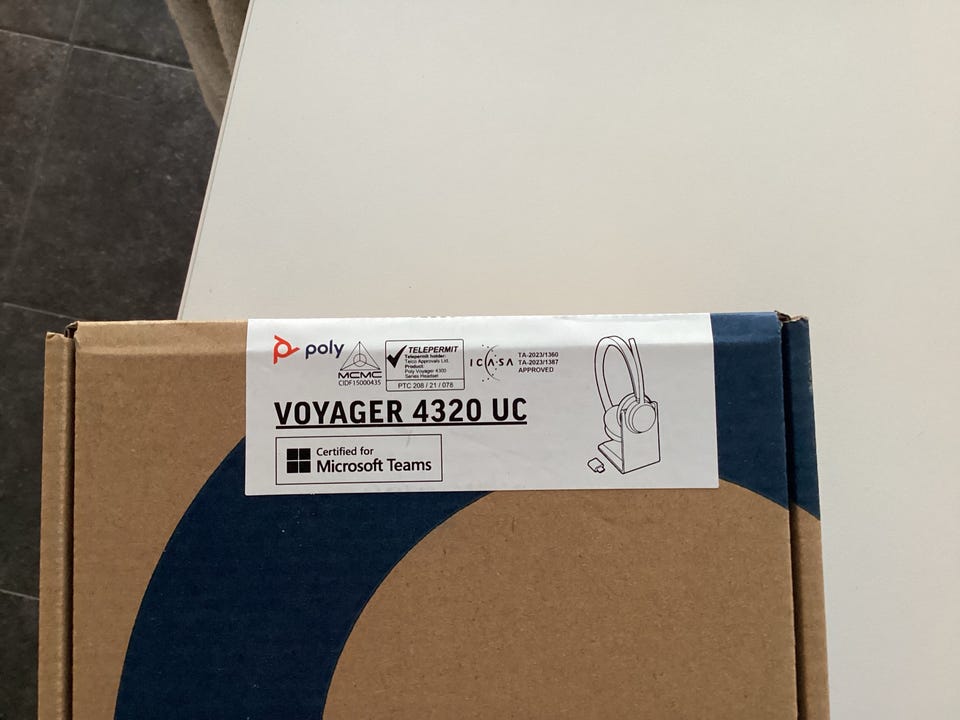 poly
MCMC
CIDF15000435
TELEPERMIT
Telepermit holder:
Telco Approvals Ltd.
Product:
Poly Voyager 4300
Series Headset
PTC 208 / 21 / 078
ICASA
TA-2023/1360
TA-2023/1387
APPROVED
VOYAGER 4320 UC
Certified for
Microsoft Teams